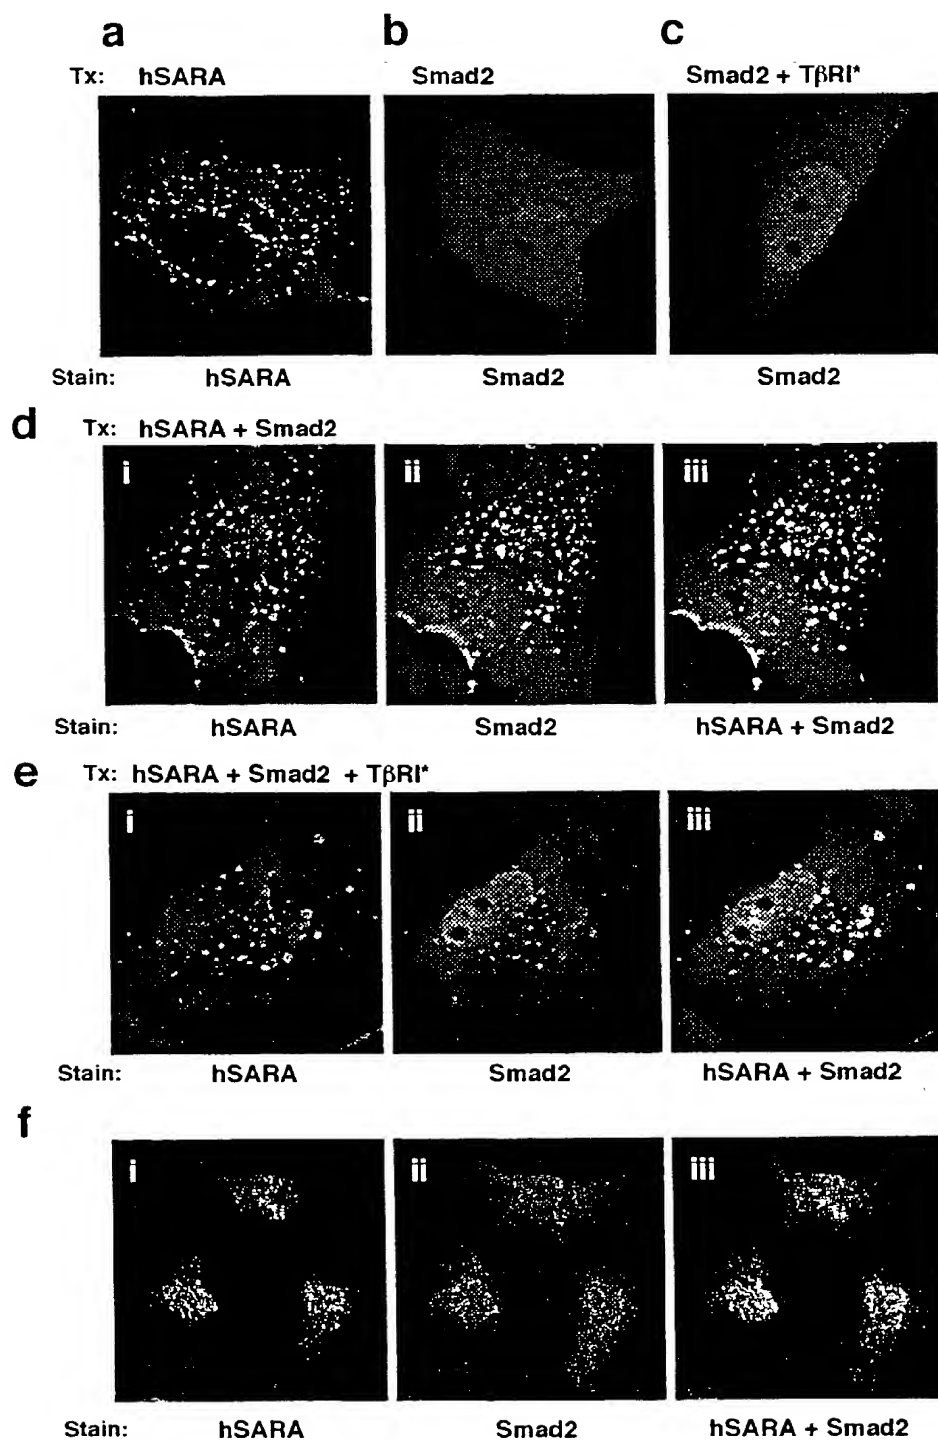 a b c
Tx: hSARA Smad2 Smad2 + TβRI*
Stain: hSARA Smad2 Smad2
d Tx: hSARA + Smad2
i ii iii
Stain: hSARA Smad2 hSARA + Smad2
e Tx: hSARA + Smad2 + TβRI*
i ii iii
Stain: hSARA Smad2 hSARA + Smad2
f
i ii iii
Stain: hSARA Smad2 hSARA + Smad2